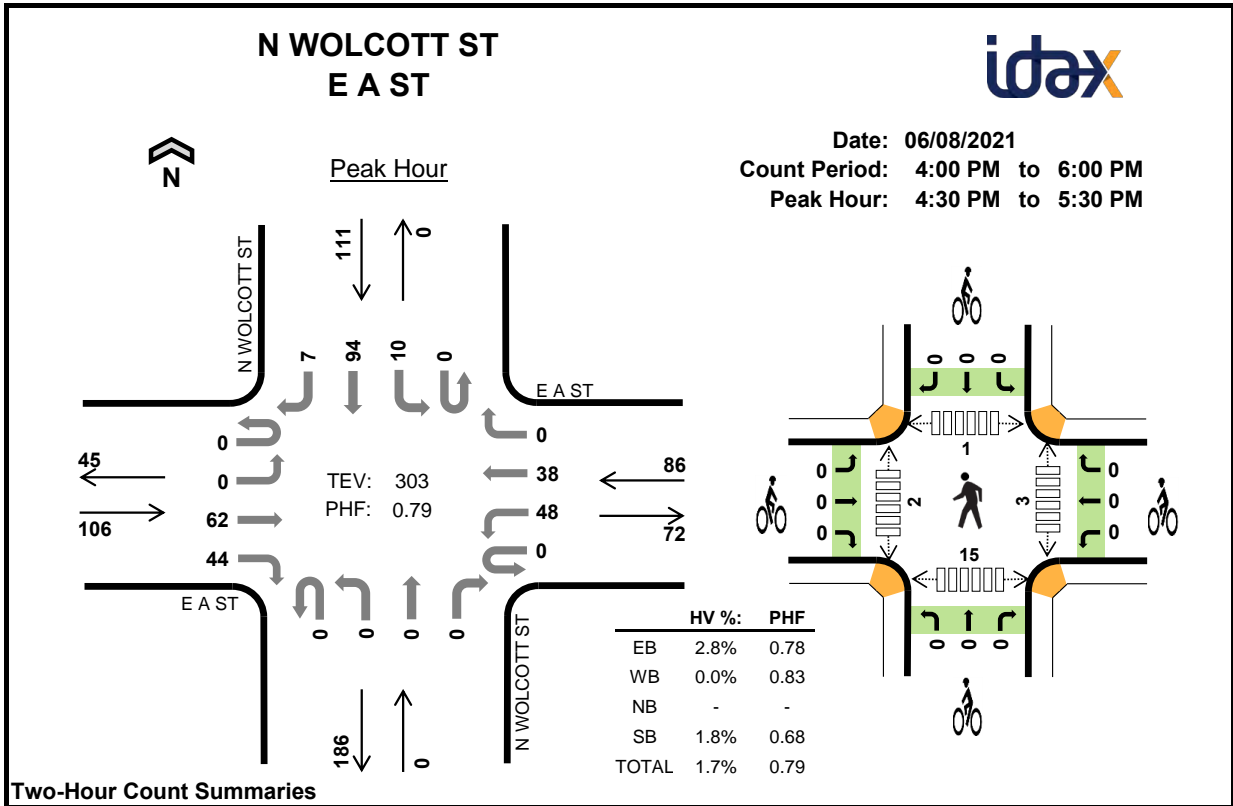 N WOLCOTT ST
E A ST
idax
Date: 06/08/2021
Count Period: 4:00 PM to 6:00 PM
Peak Hour: 4:30 PM to 5:30 PM
N
Peak Hour
N WOLCOTT ST
111
0
7
94
10
0
E A ST
0
0
62
44
45
106
TEV: 303
PHF: 0.79
0
38
48
0
86
72
E A ST
0
0
0
0
N WOLCOTT ST
186
0
HV %: PHF
EB 2.8% 0.78
WB 0.0% 0.83
NB - -
SB 1.8% 0.68
TOTAL 1.7% 0.79
0 0 0
1
0
0
0
2
3
0
0
0
15
0 0 0
Two-Hour Count Summaries